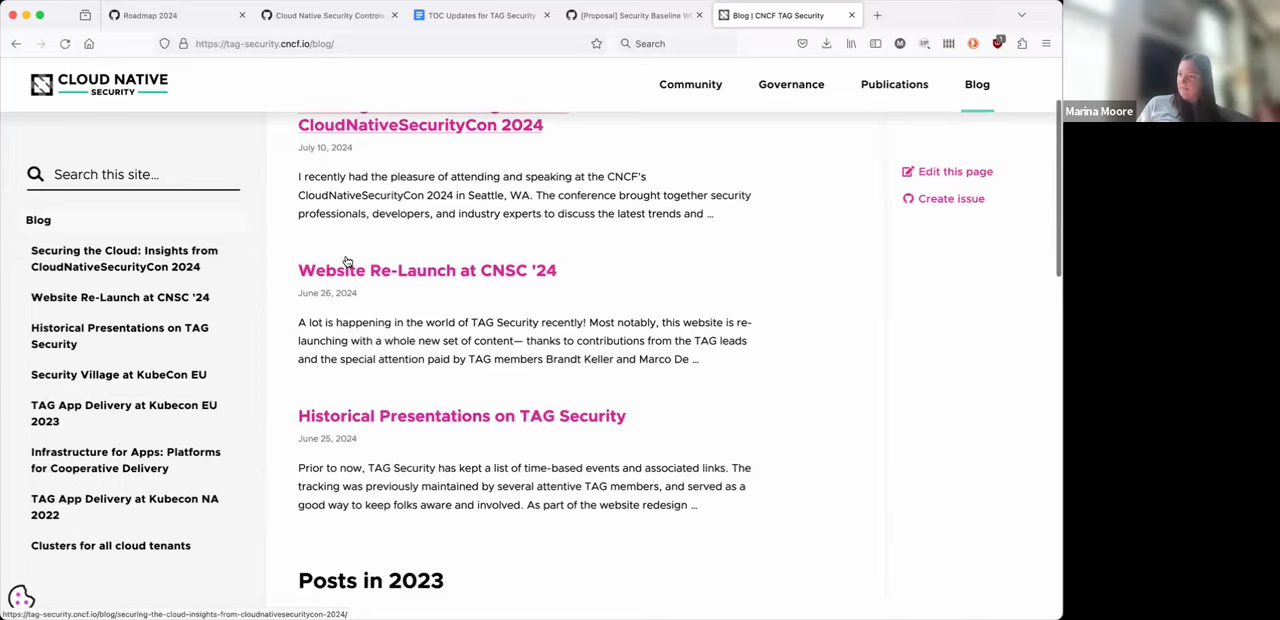 Roadmap 2024
Cloud Native Security Controls
TOC Updates for TAG Security
[Proposal] Security Baseline W
Blog | CNCF TAG Security
https://tag-security.cncf.io/blog/
Search
CLOUD NATIVE
SECURITY
Community
Governance
Publications
Blog
Marina Moore
Search this site...
Blog
Securing the Cloud: Insights from
CloudNativeSecurityCon 2024
Website Re-Launch at CNSC '24
Historical Presentations on TAG
Security
Security Village at KubeCon EU
TAG App Delivery at Kubecon EU
2023
Infrastructure for Apps: Platforms
for Cooperative Delivery
TAG App Delivery at Kubecon NA
2022
Clusters for all cloud tenants
CloudNativeSecurityCon 2024
July 10, 2024
I recently had the pleasure of attending and speaking at the CNCF's
CloudNativeSecurityCon 2024 in Seattle, WA. The conference brought together security
professionals, developers, and industry experts to discuss the latest trends and ...
Website Re-Launch at CNSC '24
June 26, 2024
A lot is happening in the world of TAG Security recently! Most notably, this website is re-
launching with a whole new set of content— thanks to contributions from the TAG leads
and the special attention paid by TAG members Brandt Keller and Marco De ...
Historical Presentations on TAG Security
June 25, 2024
Prior to now, TAG Security has kept a list of time-based events and associated links. The
tracking was previously maintained by several attentive TAG members, and served as a
good way to keep folks aware and involved. As part of the website redesign ...
Posts in 2023
Edit this page
Create issue
https://tag-security.cncf.io/blog/securing-the-cloud-insights-from-cloudnativesecuritycon-2024/